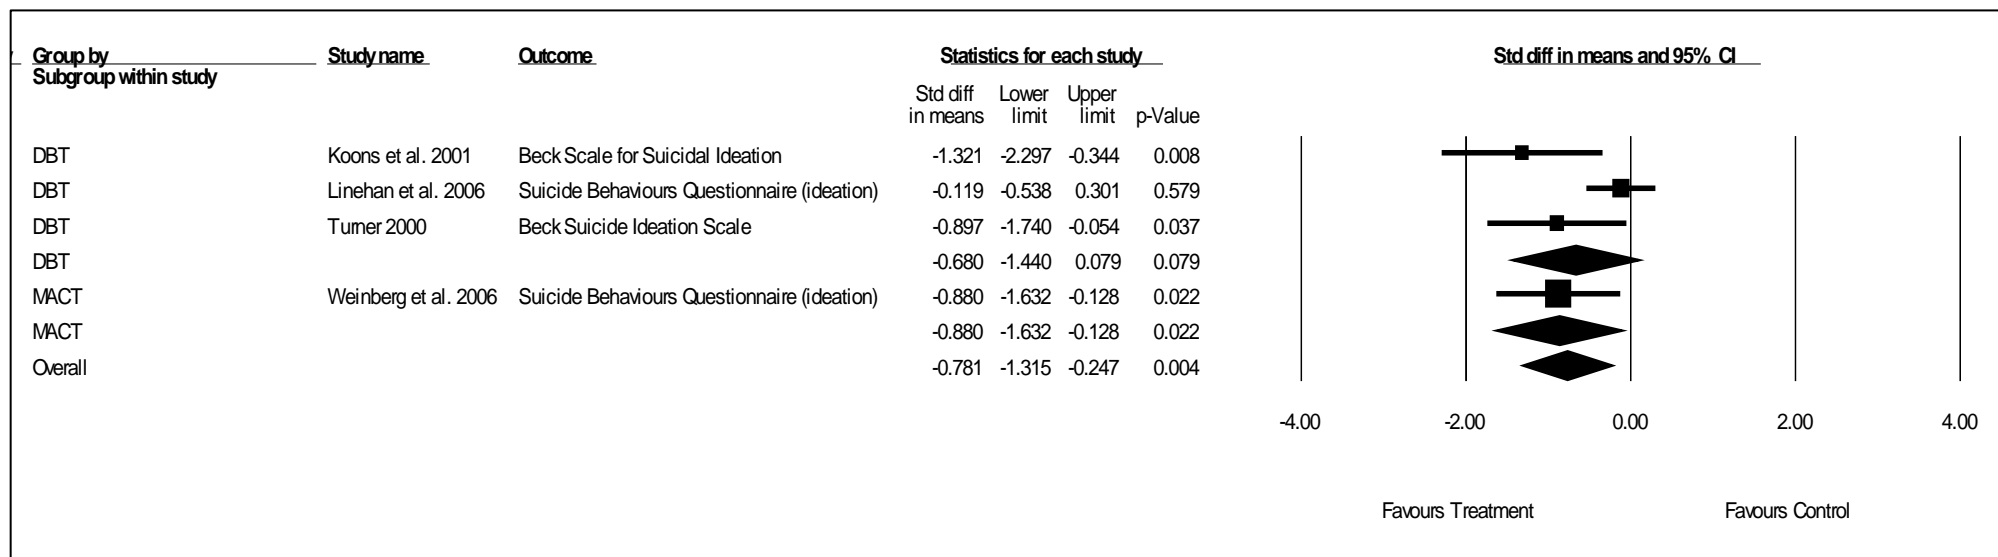 Group by Study name Outcome Statistics for each study Std diff in means and 95% CI
Subgroup within study
Std diff Lower Upper
in means limit limit p-Value
DBT Koons et al. 2001 Beck Scale for Suicidal Ideation -1.321 -2.297 -0.344 0.008
DBT Linehan et al. 2006 Suicide Behaviours Questionnaire (ideation) -0.119 -0.538 0.301 0.579
DBT Turner 2000 Beck Suicide Ideation Scale -0.897 -1.740 -0.054 0.037
DBT -0.680 -1.440 0.079 0.079
MACT Weinberg et al. 2006 Suicide Behaviours Questionnaire (ideation) -0.880 -1.632 -0.128 0.022
MACT -0.880 -1.632 -0.128 0.022
Overall -0.781 -1.315 -0.247 0.004
-4.00 -2.00 0.00 2.00 4.00
Favours Treatment Favours Control